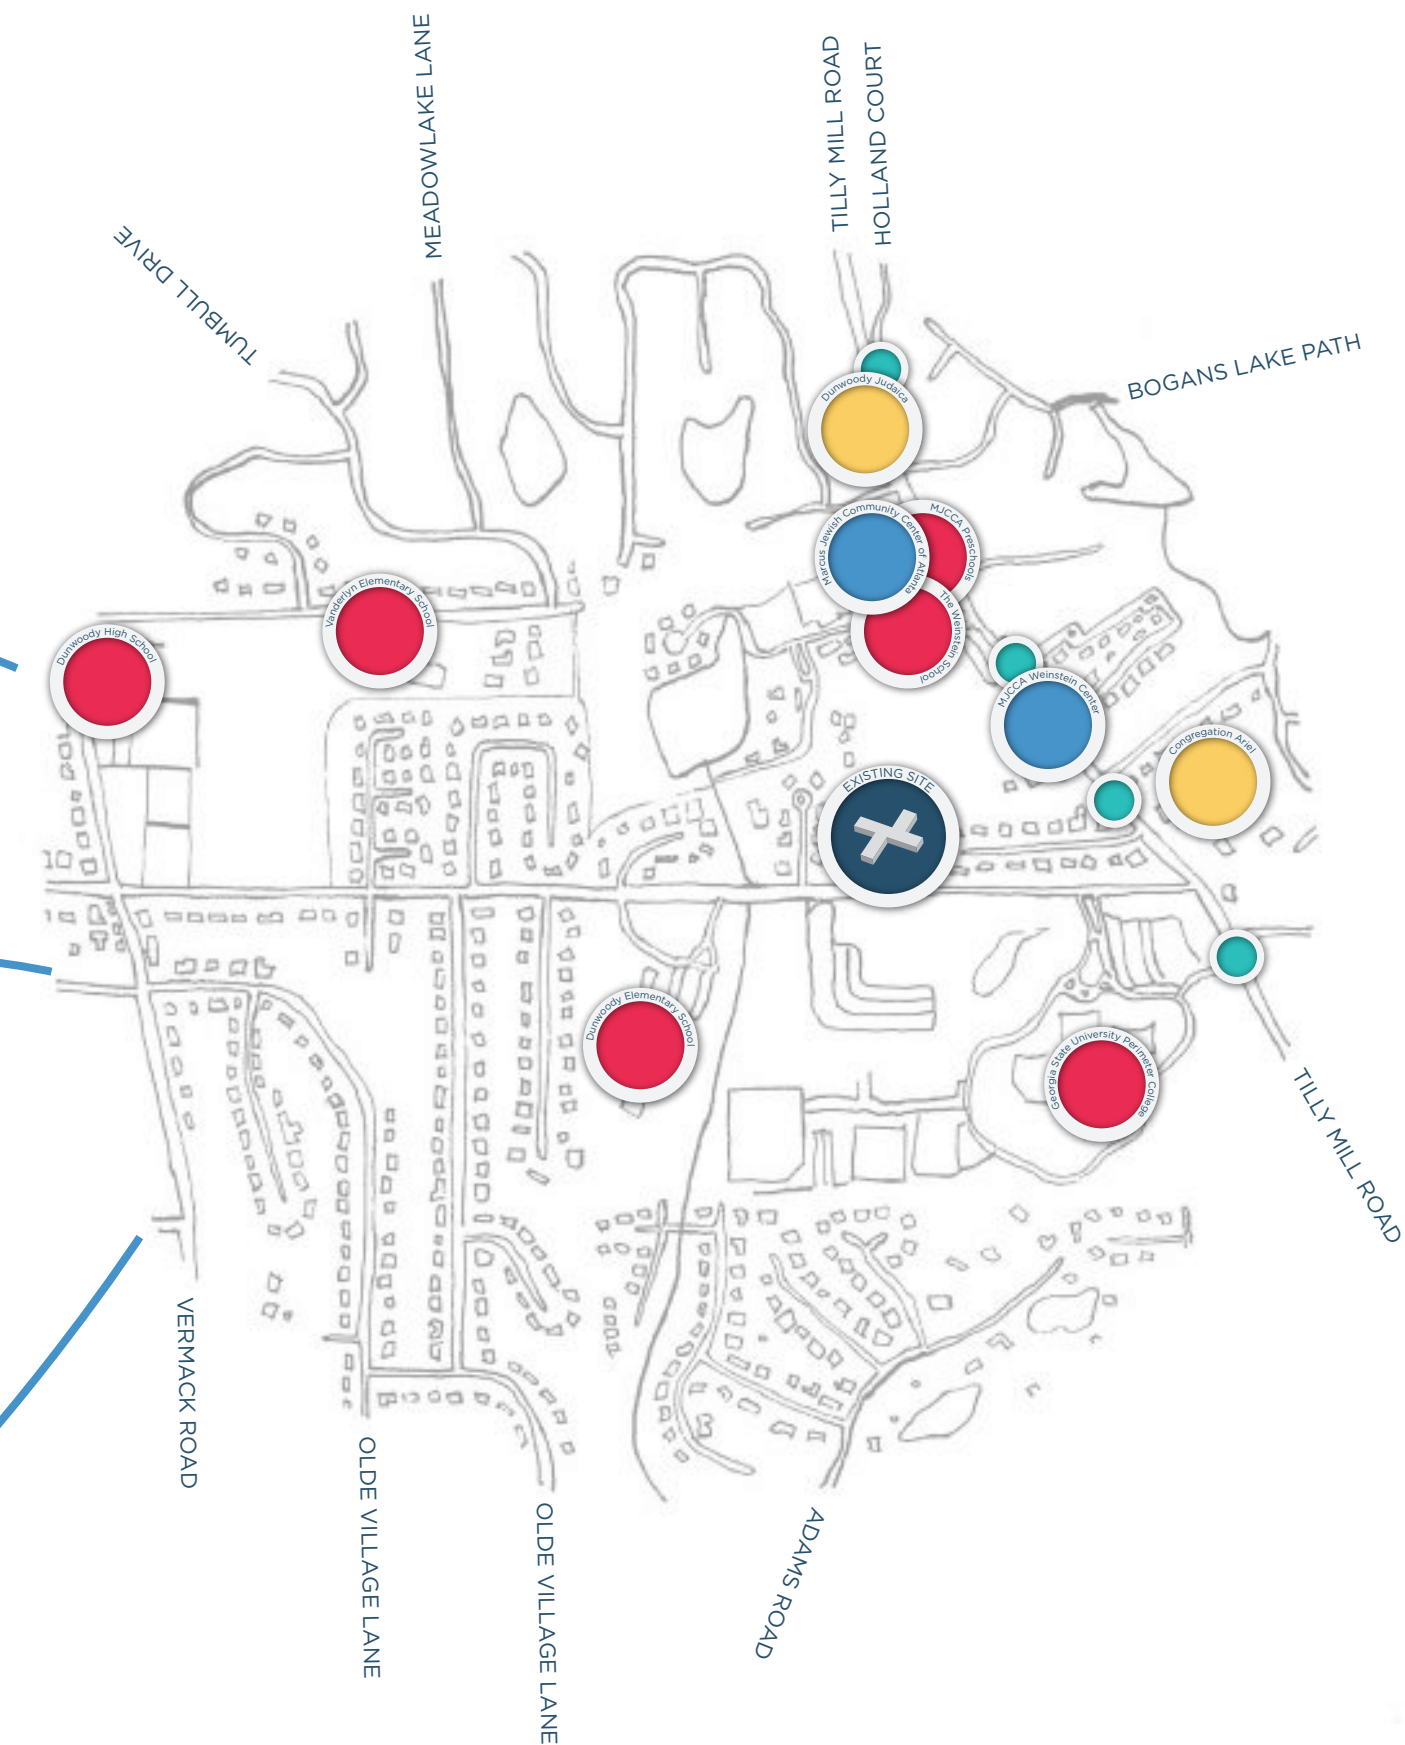 MEADOWLAKE LANE
TILLY MILL ROAD
HOLLAND COURT
TUMBULL DRIVE
BOGANS LAKE PATH
Dunwoody Judaica
Marcus Jewish Community Center of Atlanta
MJCCA Preschools
Vanderlyn Elementary School
The Weinstein School
Dunwoody High School
MJCCA Weinstein Center
Congregation Ariel
EXISTING SITE
Dunwoody Elementary School
Georgia State University Perimeter College
TILLY MILL ROAD
VERMACK ROAD
OLDE VILLAGE LANE
OLDE VILLAGE LANE
ADAMS ROAD